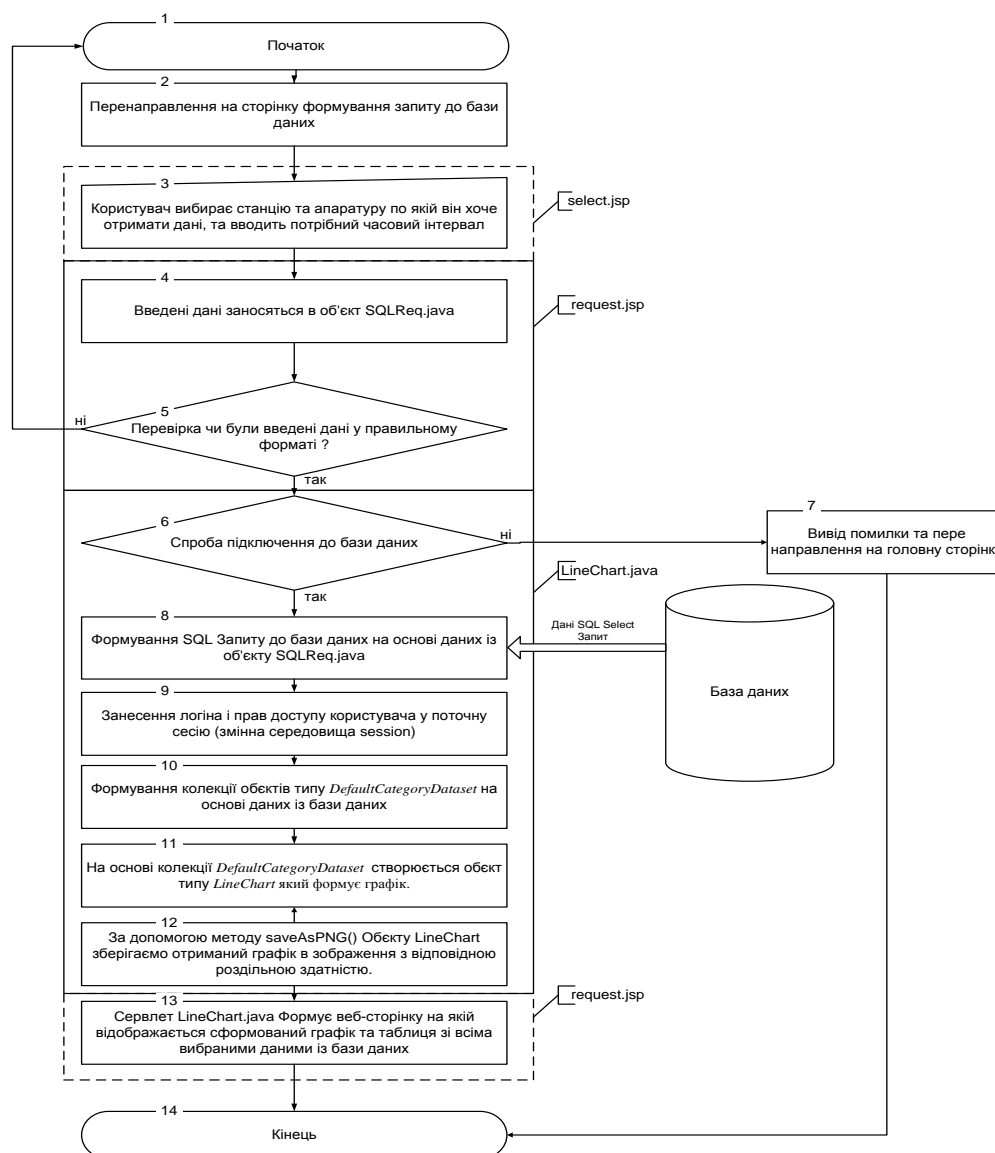 1
Початок
2
Перенаправлення на сторінку формування запиту до бази
даних
3
Користувач вибирає станцію та апаратуру по якій він хоче
отримати дані, та вводить потрібний часовий інтервал
select.jsp
4
Введені дані заносяться в об'єкт SQLReq.java
request.jsp
5
ні
Перевірка чи були введені дані у правильному
форматі ?
так
6
Спроба підключення до бази даних
ні
7
Вивід помилки та пере
направлення на головну сторінк
так
LineChart.java
8
Формування SQL Запиту до бази даних на основі даних із
об'єкту SQLReq.java
Дані SQL Select
Запит
База даних
9
Занесення логіна і прав доступу користувача у поточну
сесію (змінна середовища session)
10
Формування колекції обєктів типу DefaultCategoryDataset на
основі даних із бази даних
11
На основі колекції DefaultCategoryDataset створюється обєкт
типу LineChart який формує графік.
12
За допомогою методу saveAsPNG() Обєкту LineChart
зберігаємо отриманий графік в зображення з відповідною
роздільною здатністю.
13
Сервлет LineChart.java Формує веб-сторінку на якій
відображається сформований графік та таблиця зі всіма
вибраними даними із бази даних
request.jsp
14
Кінець